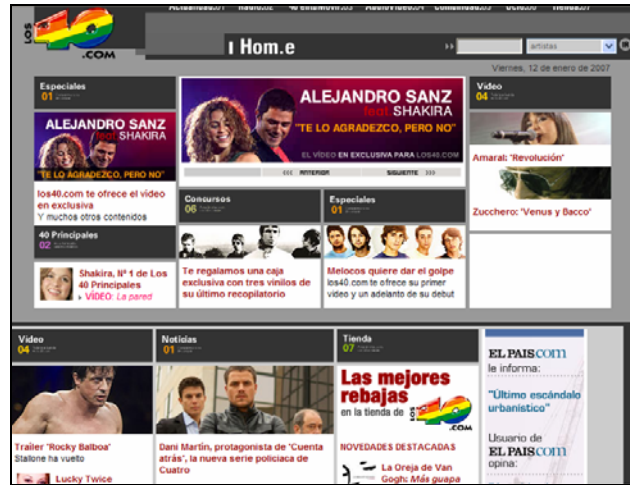 LOS
40
.COM
ı Hom.e
artistas
Viernes, 12 de enero de 2007
Especiales
01
ALEJANDRO SANZ
feat. SHAKIRA
"TE LO AGRADEZCO, PERO NO"
los40.com te ofrece el vídeo
en exclusiva
Y muchos otros contenidos
40 Principales
02
Shakira, Nº 1 de Los
40 Principales
VÍDEO: La pared
ALEJANDRO SANZ
feat. SHAKIRA
"TE LO AGRADEZCO, PERO NO"
EL VÍDEO EN EXCLUSIVA PARA LOS40.COM
<<< ANTERIOR
SIGUIENTE >>>
Concursos
06
Te regalamos una caja
exclusiva con tres vinilos de
su último recopilatorio
Especiales
01
Melocos quiere dar el golpe
los40.com te ofrece su primer
vídeo y un adelanto de su debut
Vídeo
04
Amaral: 'Revolución'
Zucchero: 'Venus y Bacco'
Vídeo
04
Trailer 'Rocky Balboa'
Stallone ha vuelto
Lucky Twice
Noticias
01
Dani Martín, protagonista de 'Cuenta
atrás', la nueva serie policiaca de
Cuatro
Tienda
07
Las mejores
rebajas
en la tienda de
LOS
40
.COM
NOVEDADES DESTACADAS
La Oreja de Van
Gogh: Más guapa
EL PAIS.COM
le informa:
"Último escándalo
urbanístico"
Usuario de
EL PAIS.COM
opina: